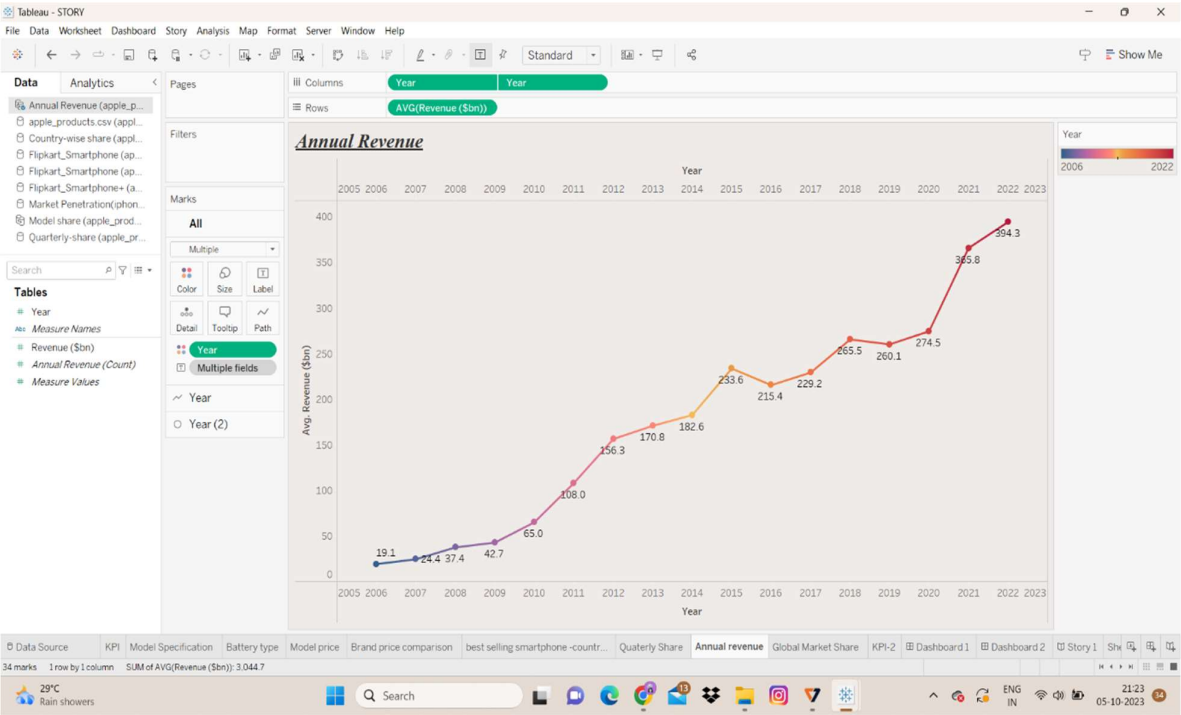 Tableau - STORY
File Data Worksheet Dashboard Story Analysis Map Format Server Window Help
Standard
Show Me
Data Analytics
Pages
Columns Year Year
Rows AVG(Revenue ($bn))
Annual Revenue (apple_p...
apple_products.csv (appl...
Country-wise share (appl...
Flipkart_Smartphone (ap...
Flipkart_Smartphone (ap...
Flipkart_Smartphone+ (a...
Market Penetration(iphon...
Model share (apple_prod...
Quarterly-share (apple_pr...
Search
Tables
Year
Abc Measure Names
Revenue ($bn)
Annual Revenue (Count)
Measure Values
Filters
Marks
All
Multiple
Color Size Label
Detail Tooltip Path
Year
Multiple fields
Year
Year (2)
Annual Revenue
Year
2005 2006 2007 2008 2009 2010 2011 2012 2013 2014 2015 2016 2017 2018 2019 2020 2021 2022 2023
Avg. Revenue ($bn)
400
350
300
250
200
150
100
50
0
19.1
24.4
37.4
42.7
65.0
108.0
156.3
170.8
182.6
233.6
215.4
229.2
265.5
260.1
274.5
365.8
394.3
2005 2006 2007 2008 2009 2010 2011 2012 2013 2014 2015 2016 2017 2018 2019 2020 2021 2022 2023
Year
Year
2006 2022
Data Source KPI Model Specification Battery type Model price Brand price comparison best selling smartphone -countr... Quaterly Share Annual revenue Global Market Share KPI-2 Dashboard 1 Dashboard 2 Story 1 She
34 marks 1 row by 1 column SUM of AVG(Revenue ($bn)): 3,044.7
29°C
Rain showers
Search
13
ENG
IN
21:23
05-10-2023
34